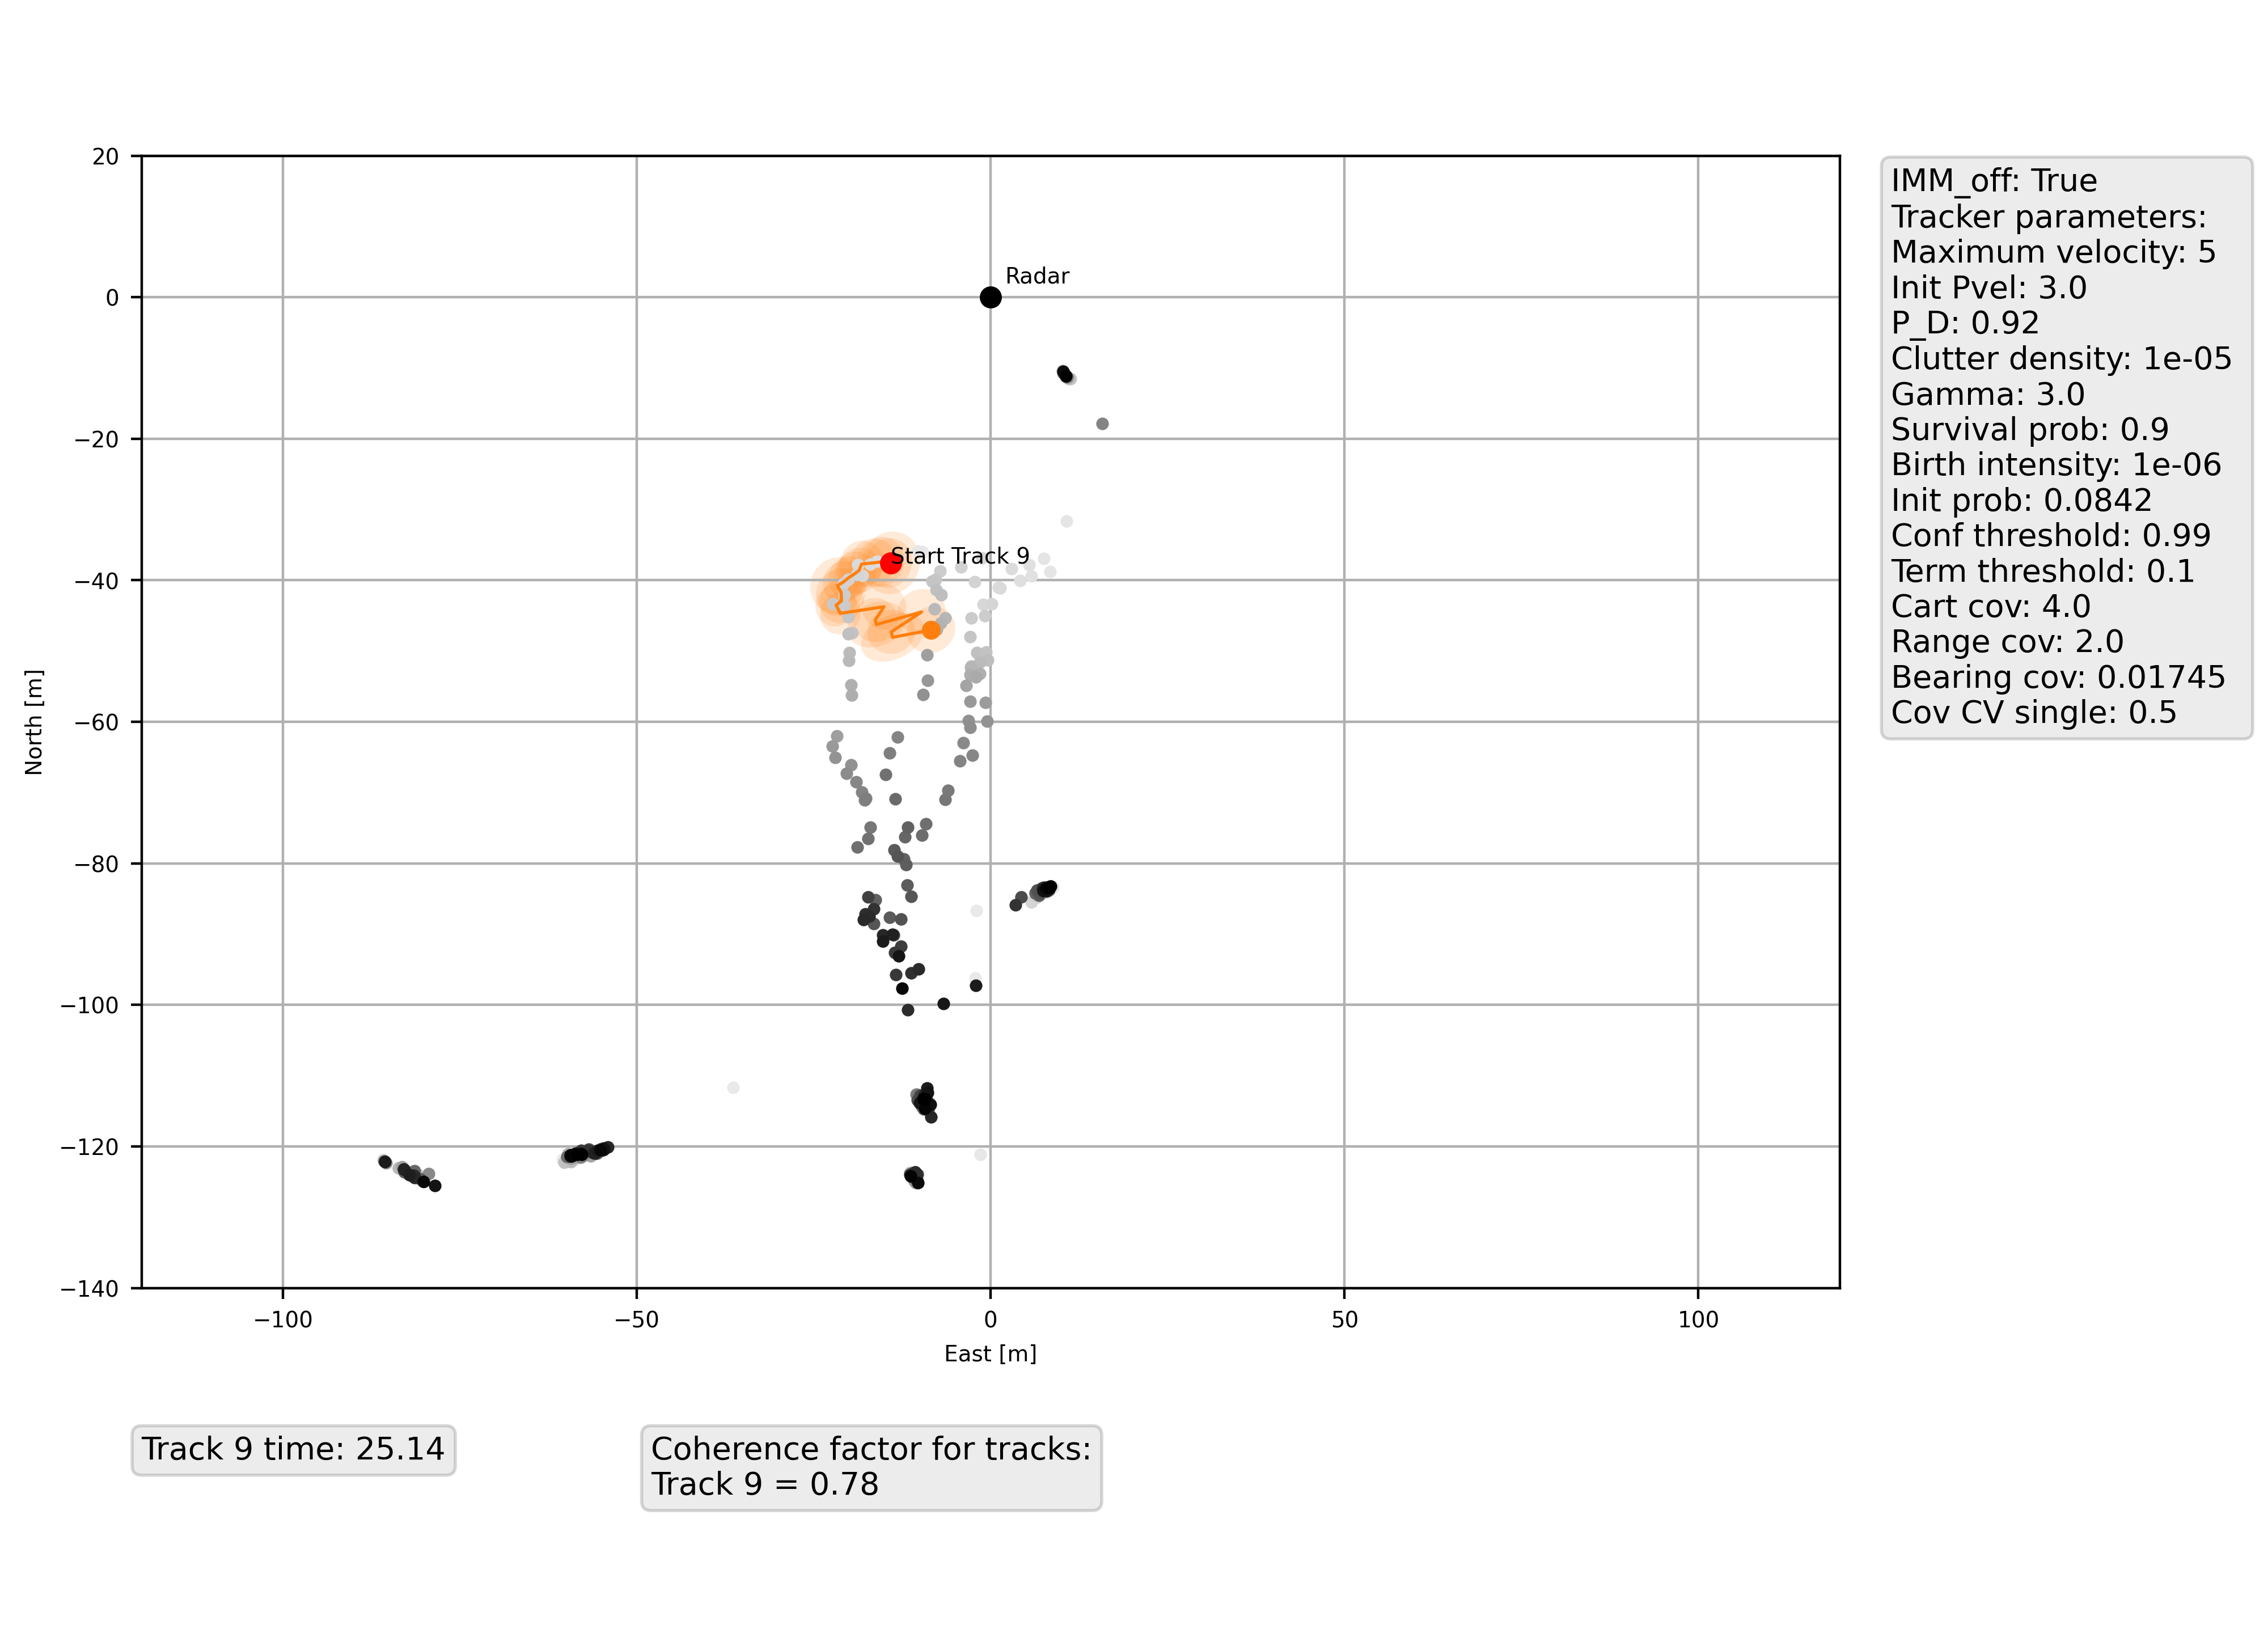 20
0
−20
−40
−60
−80
−100
−120
−140
North [m]
−100
−50
0
50
100
East [m]
Radar
Start Track 9
IMM_off: True
Tracker parameters:
Maximum velocity: 5
Init Pvel: 3.0
P_D: 0.92
Clutter density: 1e-05
Gamma: 3.0
Survival prob: 0.9
Birth intensity: 1e-06
Init prob: 0.0842
Conf threshold: 0.99
Term threshold: 0.1
Cart cov: 4.0
Range cov: 2.0
Bearing cov: 0.01745
Cov CV single: 0.5
Track 9 time: 25.14
Coherence factor for tracks:
Track 9 = 0.78